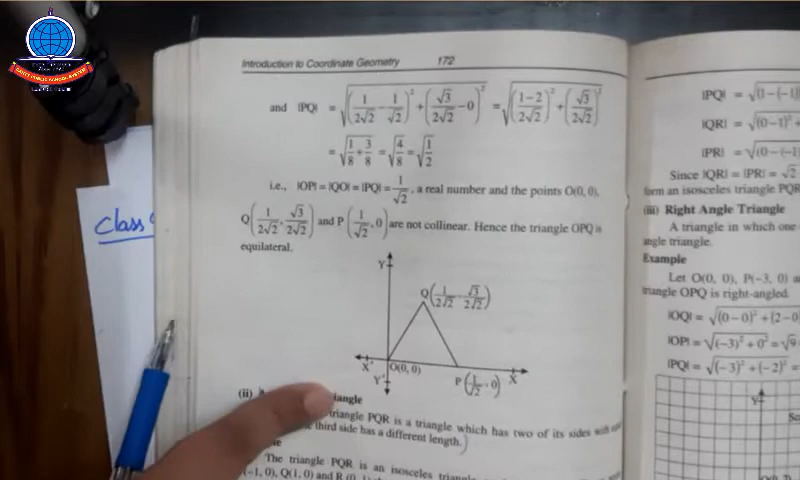 Introduction to Coordinate Geometry 172
and |PQ| = √((1/2√2 − 1/√2)² + (√3/2√2 − 0)²) = √((1−2/2√2)² + (√3/2√2)²)
= √(1/8 + 3/8) = √(4/8) = √(1/2)
i.e., |OP| = |QO| = |PQ| = 1/√2, a real number and the points O(0, 0),
Q(1/2√2, √3/2√2) and P(1/√2, 0) are not collinear. Hence the triangle OPQ is
equilateral.
Y
Q(1/2√2, √3/2√2)
X' O(0, 0) X
Y' P(1/√2, 0)
(ii) iangle
triangle PQR is a triangle which has two of its sides with
third side has a different length.
The triangle PQR is an isosceles
(−1, 0), Q(1, 0) and R
Class
|PQ| = √(1−(−1)
|QR| = √(0−1)² +
|PR| = √(0−(−1)
Since |QR| = |PR| = √2
form an isosceles triangle PQR
(iii) Right Angle Triangle
A triangle in which one
angle triangle.
Example
Let O(0, 0), P(−3, 0)
triangle OPQ is right-angled.
|OQ| = √(0−0)² + (2−0
|OP| = √(−3)² + 0² = √9
|PQ| = √(−3)² + (−2)² =
Y